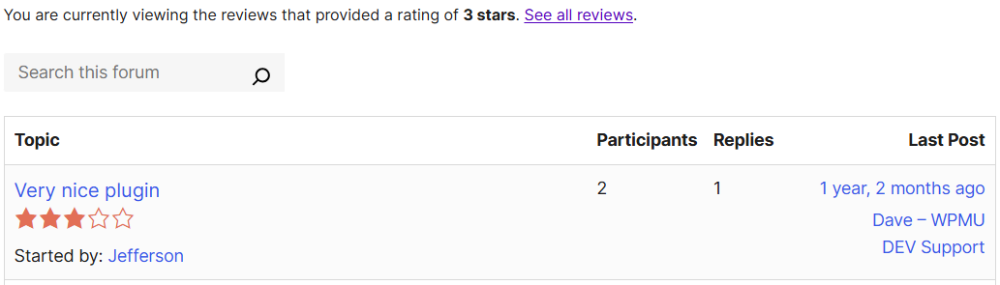 You are currently viewing the reviews that provided a rating of 3 stars. See all reviews.
Search this forum
Topic Participants Replies Last Post
Very nice plugin 2 1 1 year, 2 months ago
Dave – WPMU
DEV Support
Started by: Jefferson